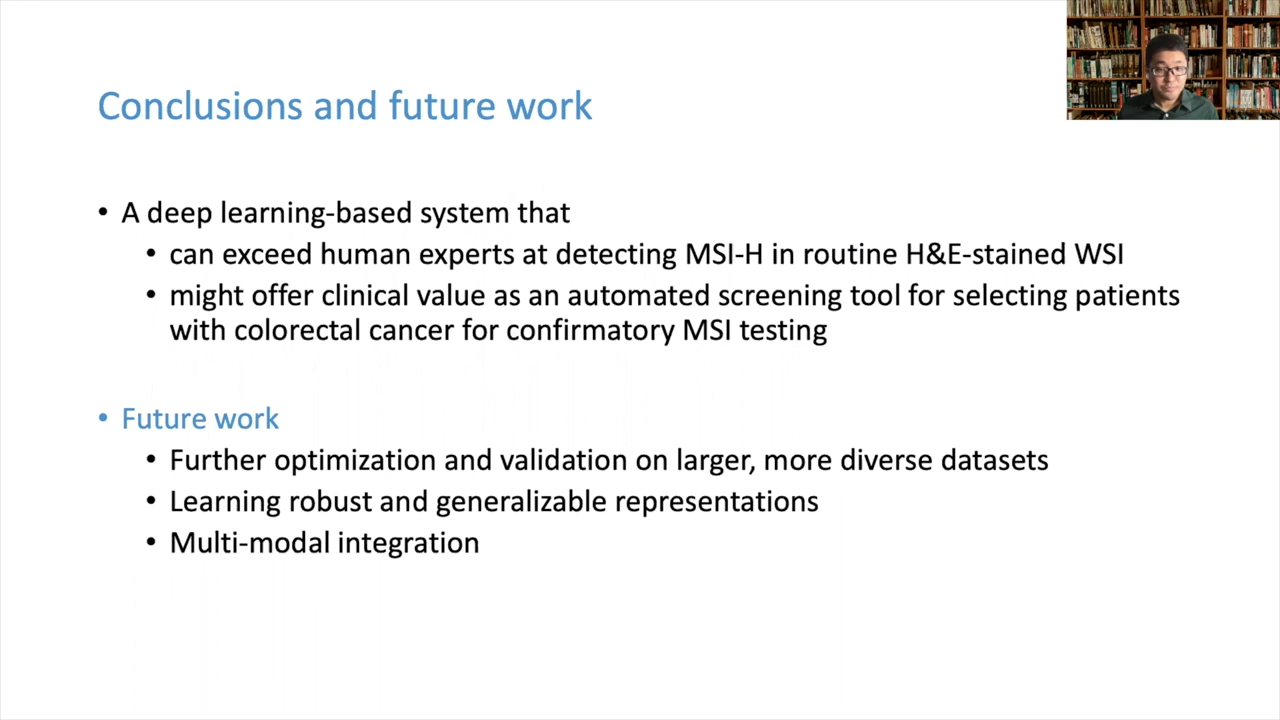 Conclusions and future work
• A deep learning-based system that
• can exceed human experts at detecting MSI-H in routine H&E-stained WSI
• might offer clinical value as an automated screening tool for selecting patients
with colorectal cancer for confirmatory MSI testing
• Future work
• Further optimization and validation on larger, more diverse datasets
• Learning robust and generalizable representations
• Multi-modal integration